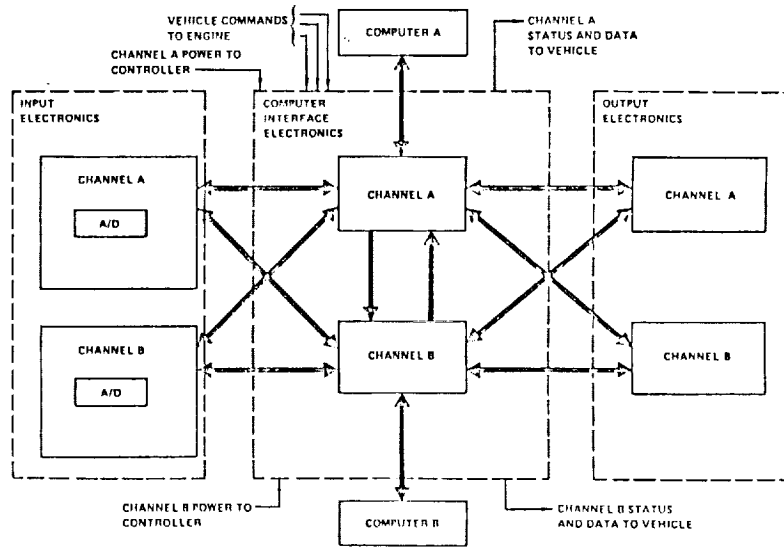 VEHICLE COMMANDS
TO ENGINE
COMPUTER A
CHANNEL A
STATUS AND DATA
TO VEHICLE
CHANNEL A POWER TO
CONTROLLER
INPUT
ELECTRONICS
COMPUTER
INTERFACE
ELECTRONICS
OUTPUT
ELECTRONICS
CHANNEL A
A/D
CHANNEL A
CHANNEL A
CHANNEL B
A/D
CHANNEL B
CHANNEL B
CHANNEL B POWER TO
CONTROLLER
COMPUTER B
CHANNEL B STATUS
AND DATA TO VEHICLE